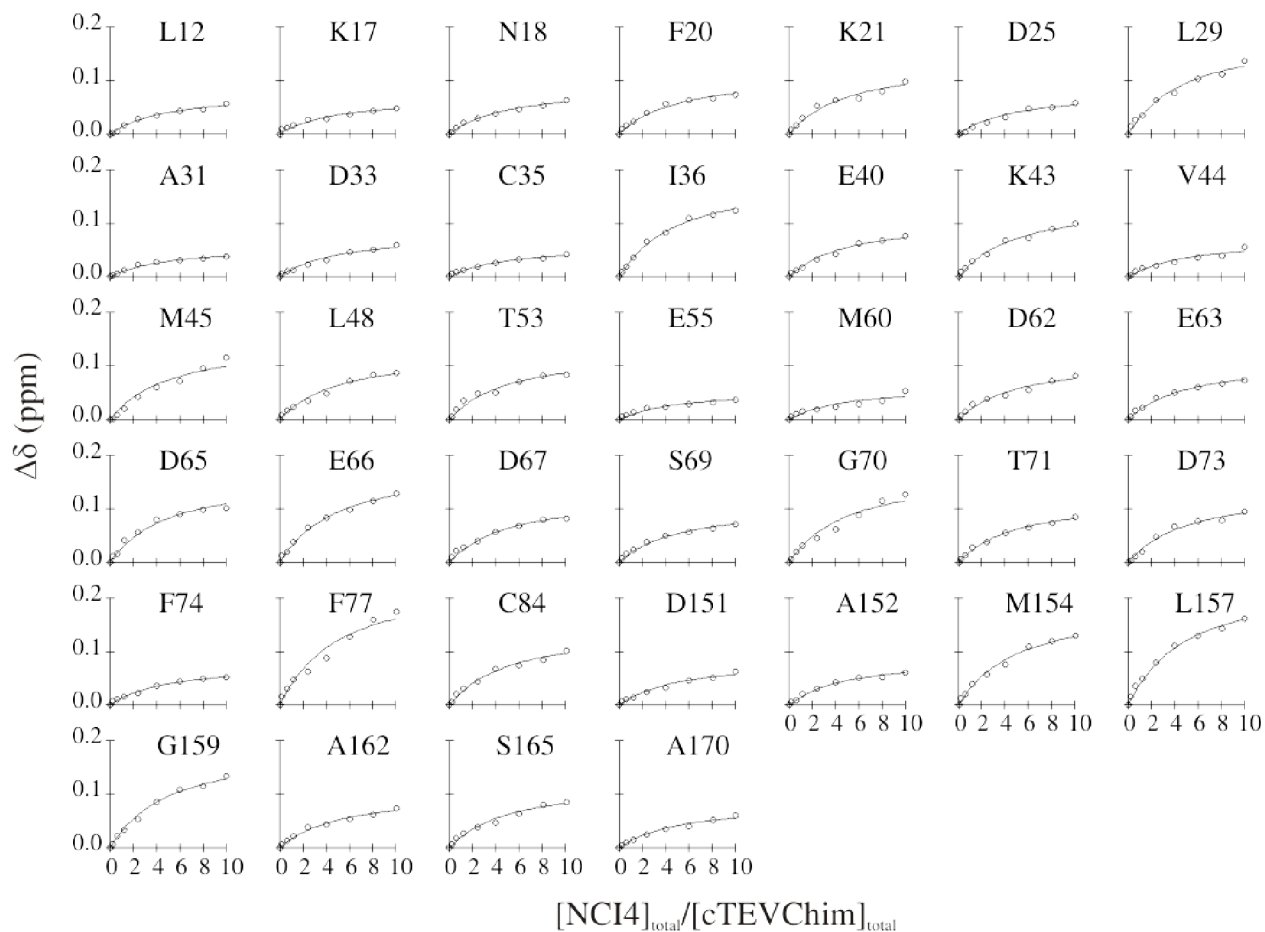 L12 K17 N18 F20 K21 D25 L29
0.2
0.1
0.0
A31 D33 C35 I36 E40 K43 V44
0.2
0.1
0.0
M45 L48 T53 E55 M60 D62 E63
0.2
0.1
0.0
Δδ (ppm)
D65 E66 D67 S69 G70 T71 D73
0.2
0.1
0.0
F74 F77 C84 D151 A152 M154 L157
0.2
0.1
0.0
0 2 4 6 8 10 0 2 4 6 8 10 0 2 4 6 8 10
G159 A162 S165 A170
0.2
0.1
0.0
0 2 4 6 8 10 0 2 4 6 8 10 0 2 4 6 8 10 0 2 4 6 8 10
[NCI4]total/[cTEVChim]total